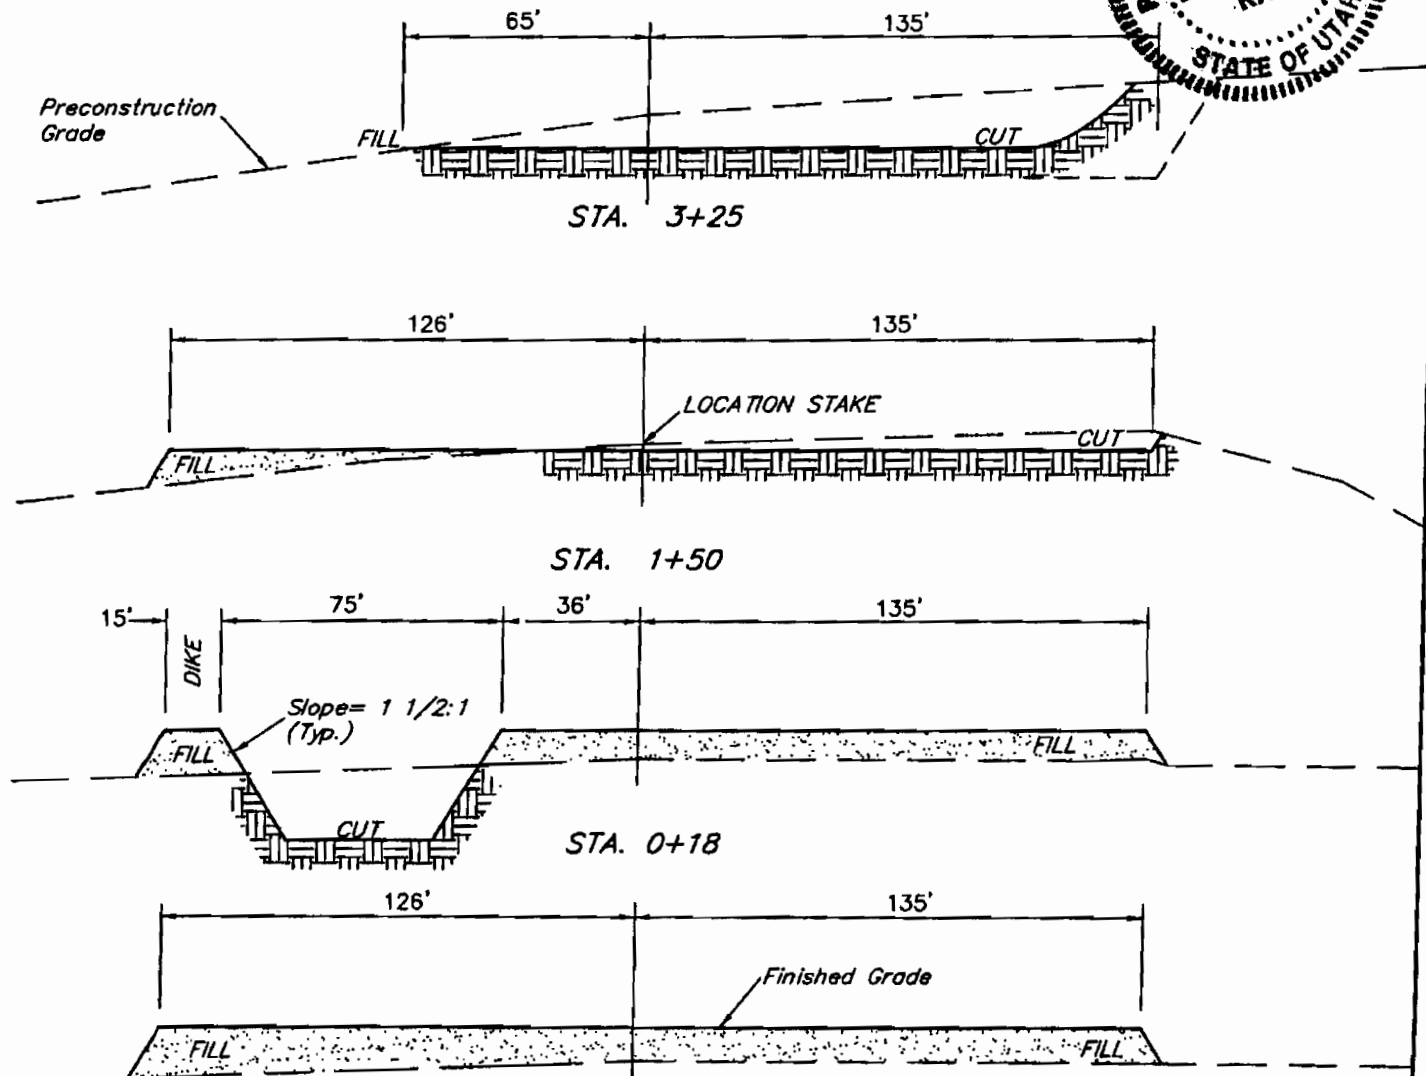 65'
135'
STATE OF UTAH
Preconstruction
Grade
FILL
CUT
STA. 3+25
126'
135'
LOCATION STAKE
FILL
CUT
STA. 1+50
15'
75'
36'
135'
DIKE
Slope= 1 1/2:1
(Typ.)
FILL
FILL
CUT
STA. 0+18
126'
135'
Finished Grade
FILL
FILL